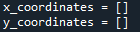 x_coordinates = []
y_coordinates = []